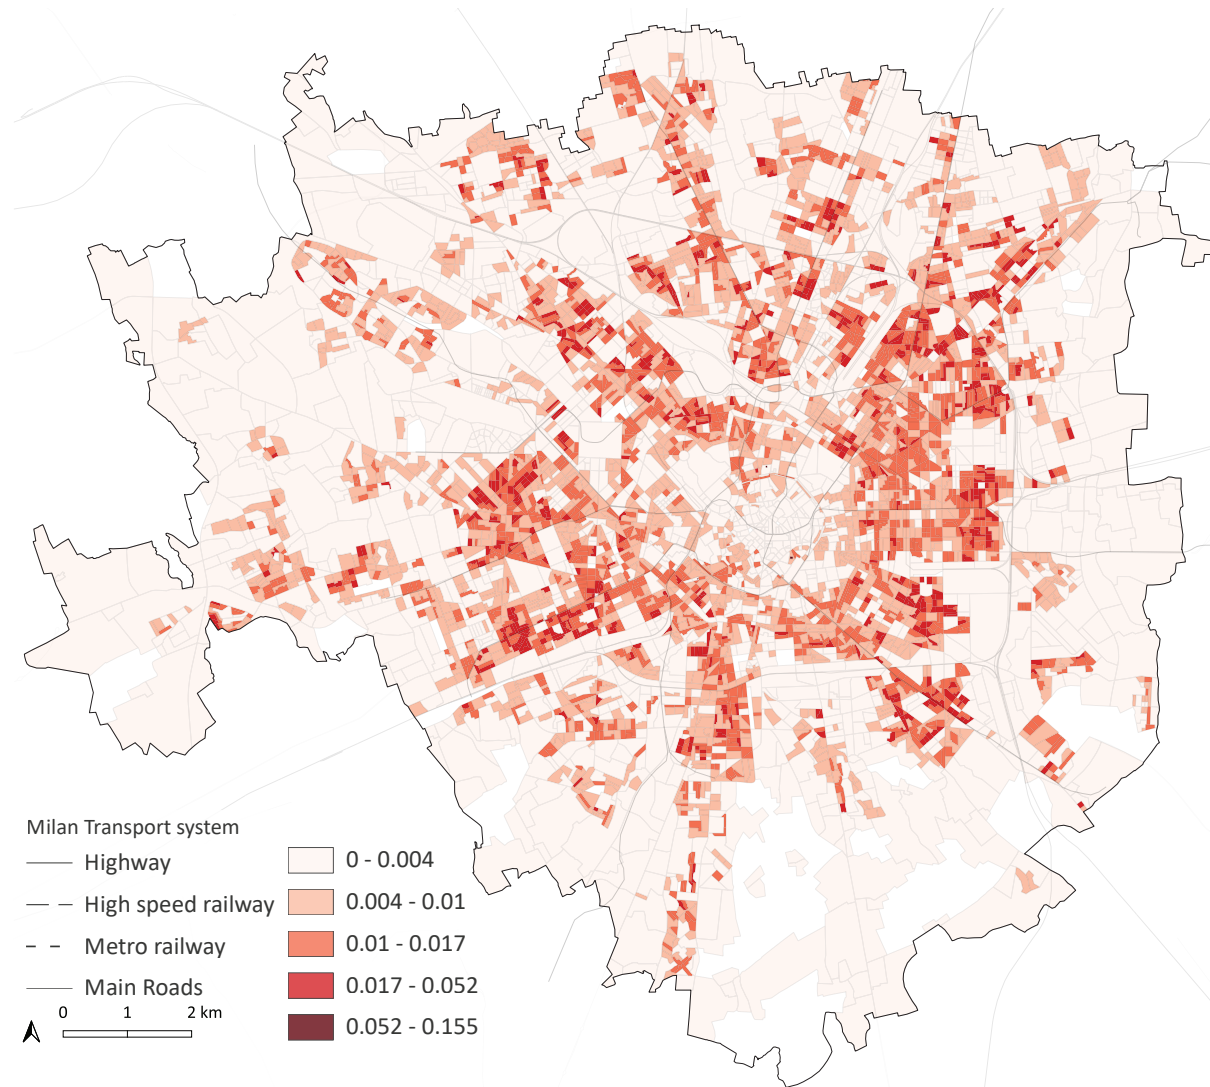 Milan Transport system
Highway
High speed railway
Metro railway
Main Roads
0 1 2 km
0 - 0.004
0.004 - 0.01
0.01 - 0.017
0.017 - 0.052
0.052 - 0.155